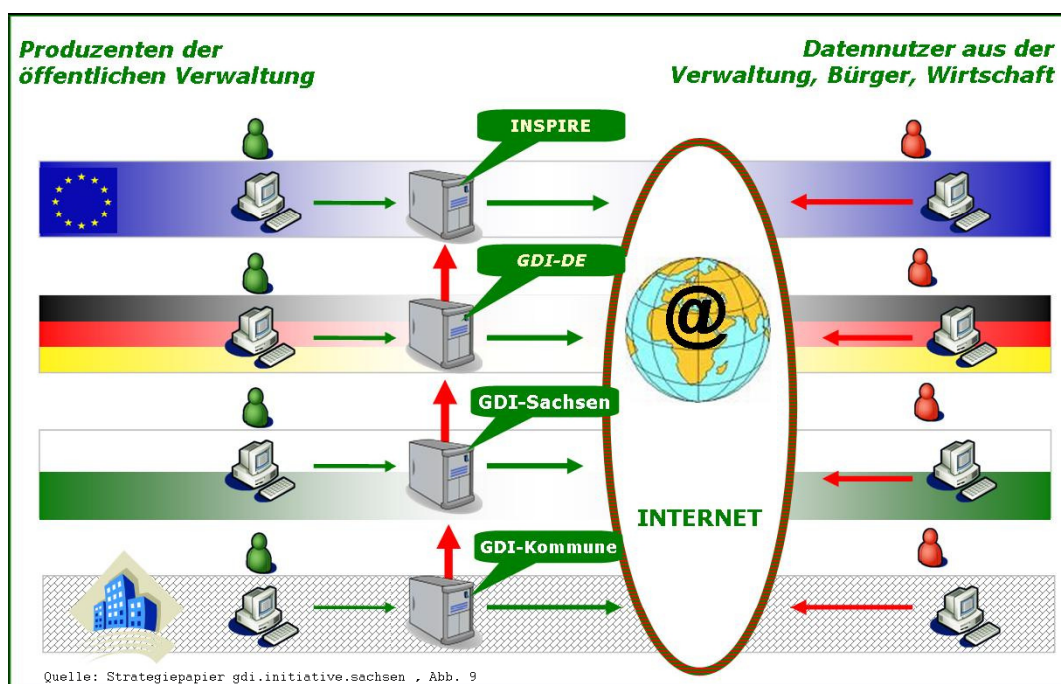 Produzenten der
öffentlichen Verwaltung
Datennutzer aus der
Verwaltung, Bürger, Wirtschaft
INSPIRE
GDI-DE
@
GDI-Sachsen
INTERNET
GDI-Kommune
Quelle: Strategiepapier gdi.initiative.sachsen , Abb. 9